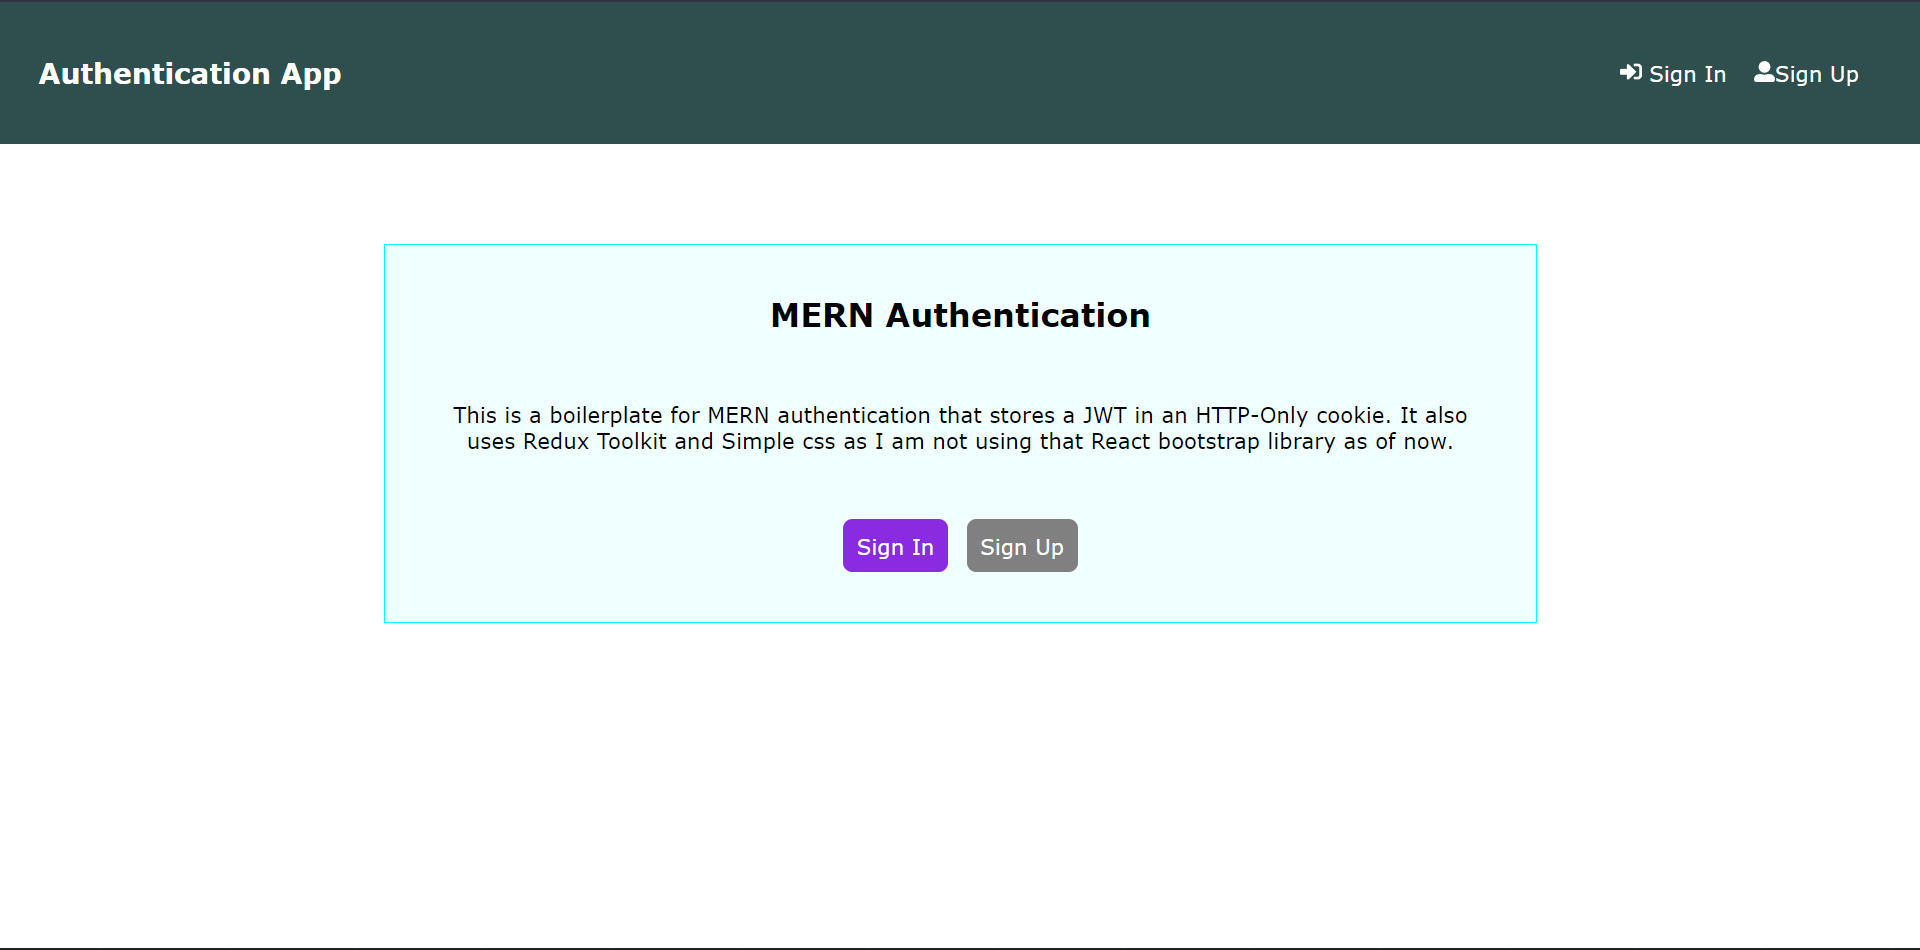 Authentication App
Sign In
Sign Up
MERN Authentication
This is a boilerplate for MERN authentication that stores a JWT in an HTTP-Only cookie. It also
uses Redux Toolkit and Simple css as I am not using that React bootstrap library as of now.
Sign In
Sign Up